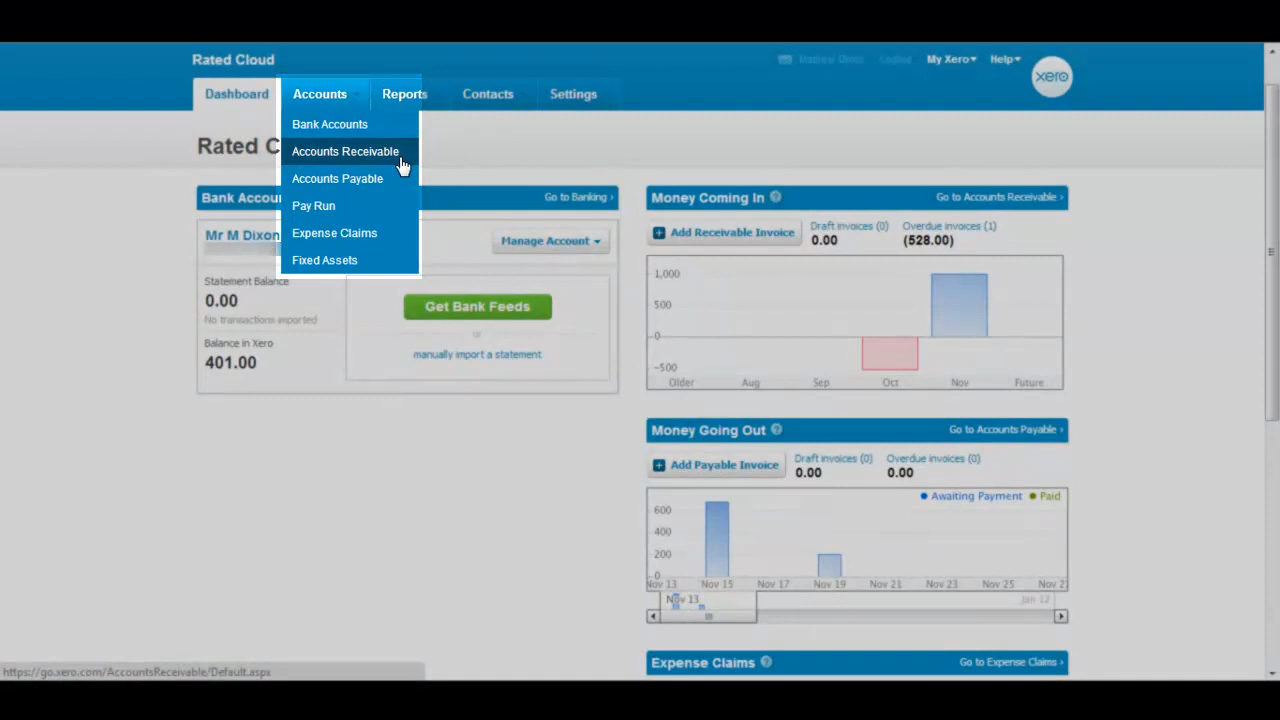 Rated Cloud
My Xero
Help
xero
Dashboard
Accounts
Reports
Contacts
Settings
Bank Accounts
Accounts Receivable
Accounts Payable
Pay Run
Expense Claims
Fixed Assets
Rated C
Bank Accou
Go to Banking ›
Mr M Dixon
Manage Account
Statement Balance
0.00
No transactions imported
Balance in Xero
401.00
Get Bank Feeds
or
manually import a statement
Money Coming In ?
Go to Accounts Receivable ›
Add Receivable Invoice
Draft invoices (0)
0.00
Overdue invoices (1)
(528.00)
1,000
500
0
-500
Older Aug Sep Oct Nov Future
Money Going Out ?
Go to Accounts Payable ›
Add Payable Invoice
Draft invoices (0)
0.00
Overdue invoices (0)
0.00
Awaiting Payment Paid
600
400
200
0
Nov 13 Nov 15 Nov 17 Nov 19 Nov 21 Nov 23 Nov 25 Nov 2
Nov 13
Jan 12
Expense Claims ?
Go to Expense Claims ›
https://go.xero.com/AccountsReceivable/Default.aspx